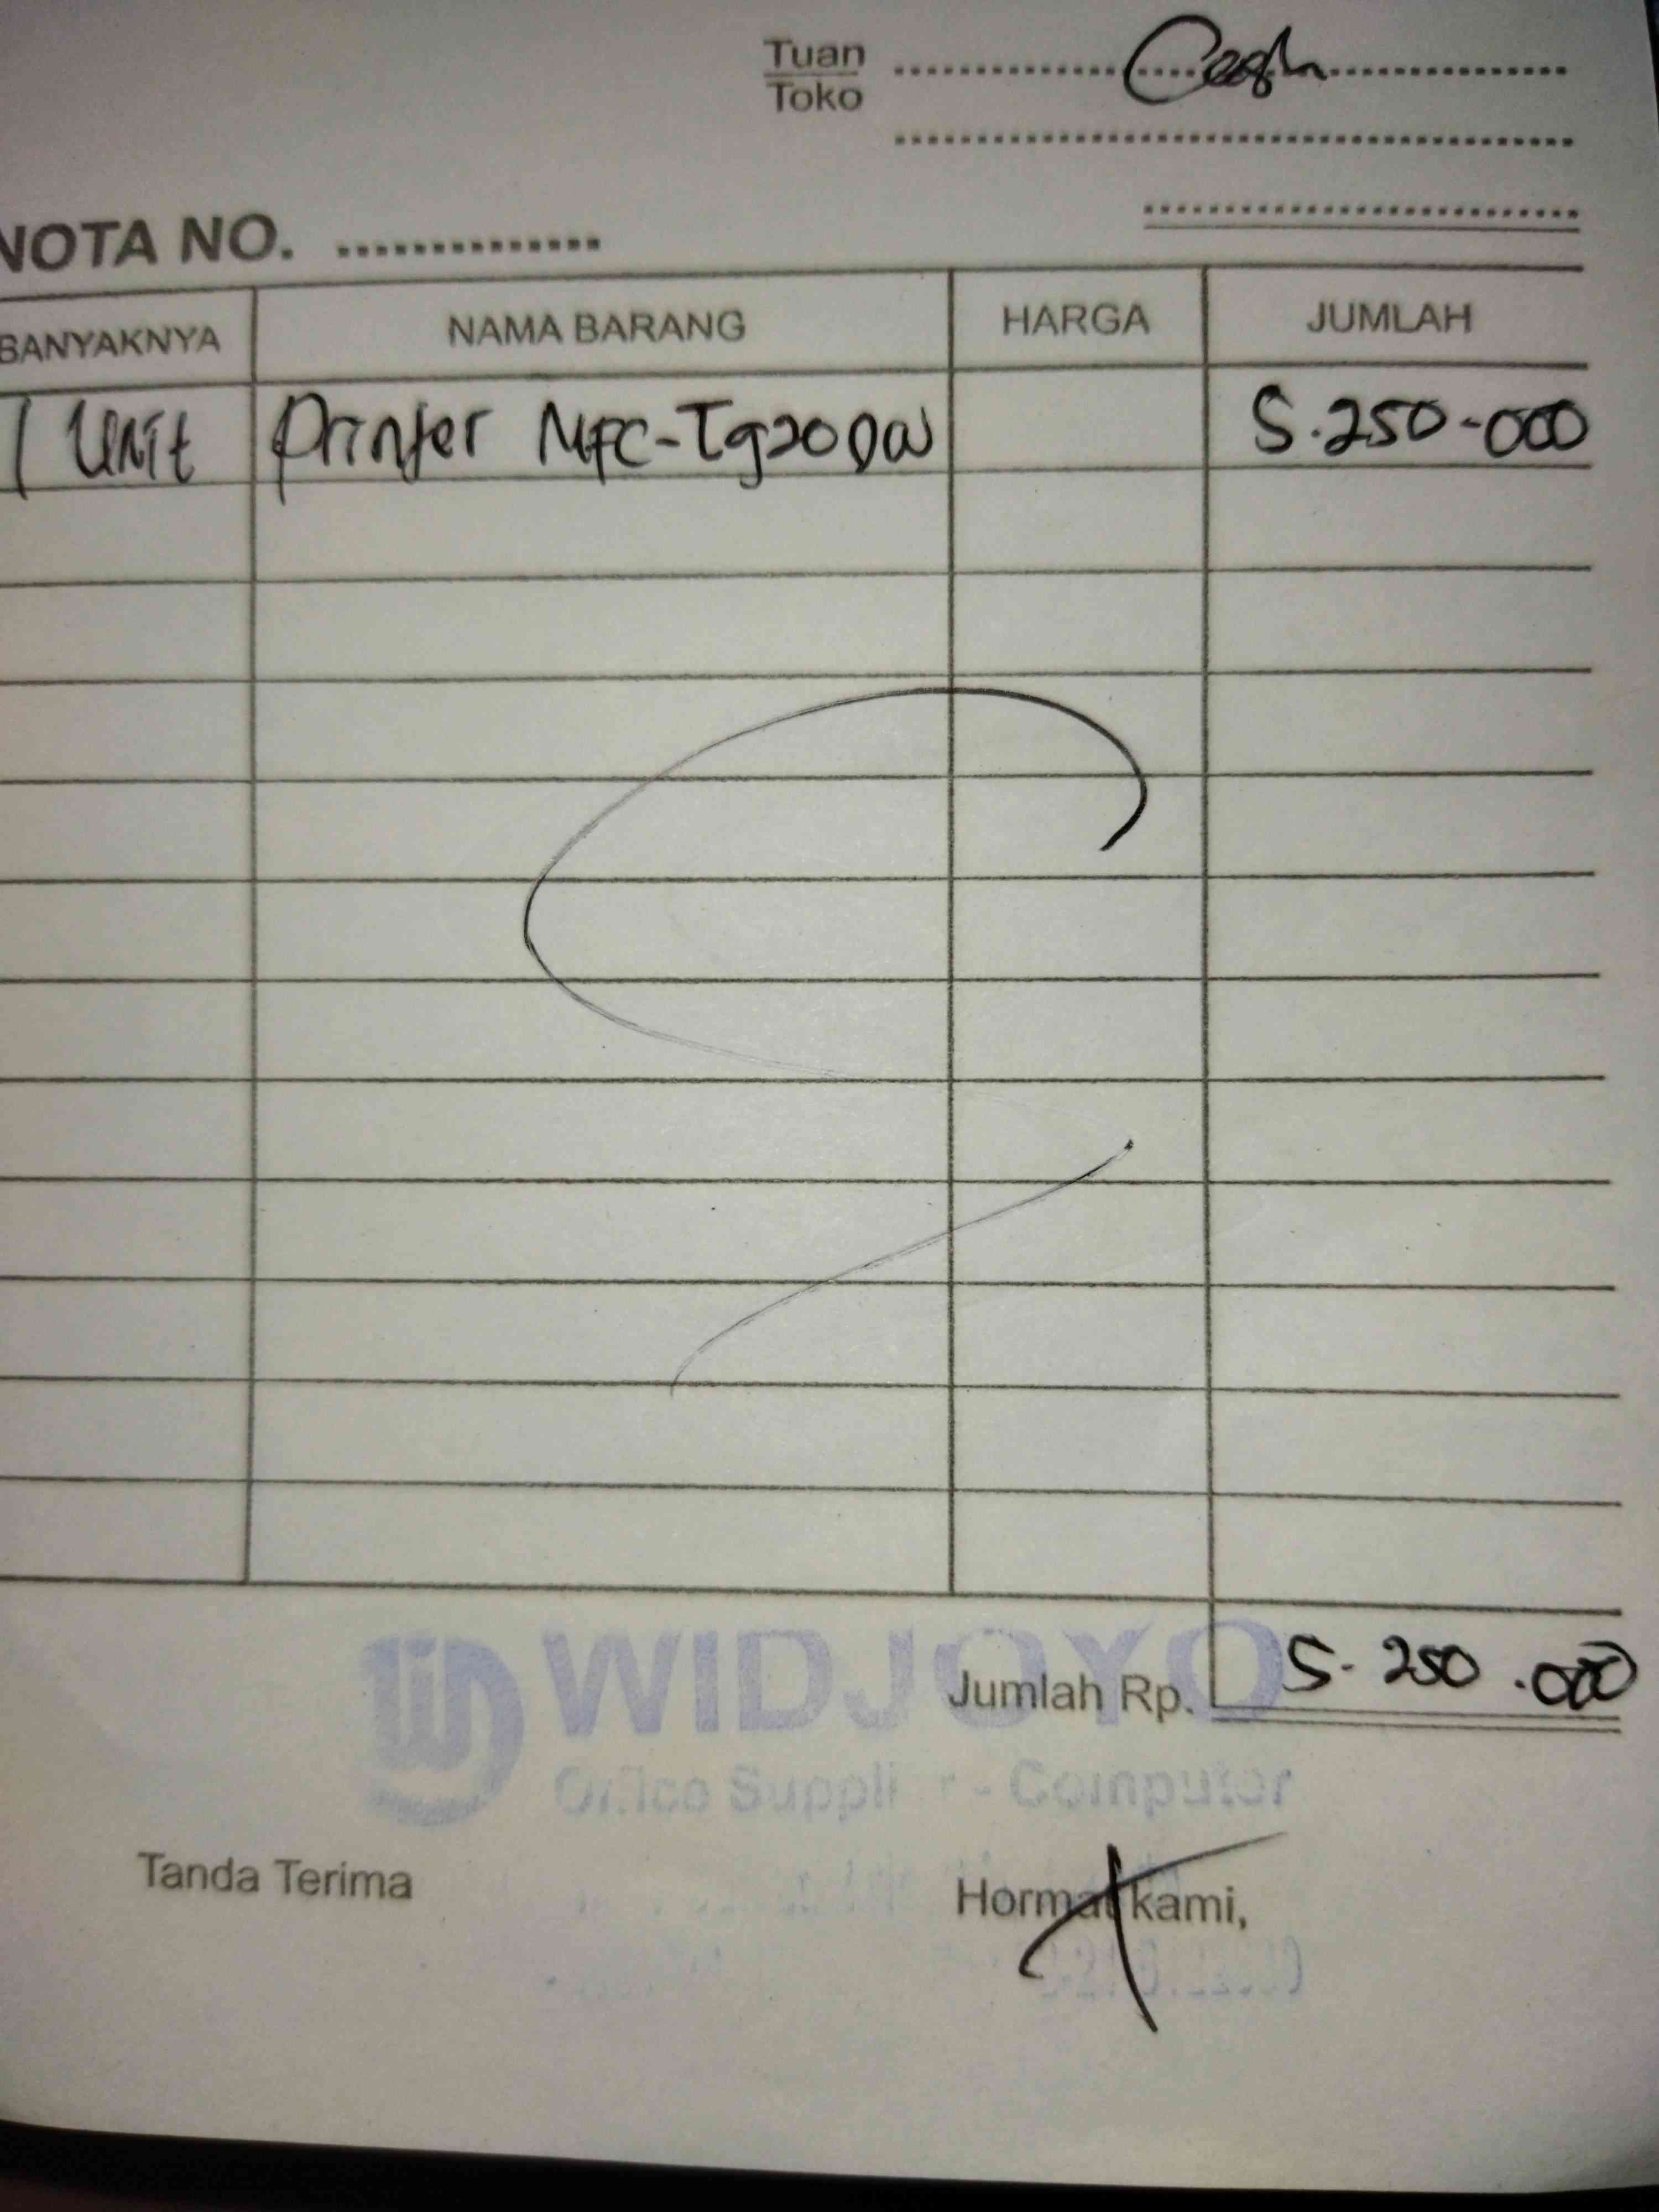 Tuan
Toko
Cash
NOTA NO. ...............
BANYAKNYA NAMA BARANG HARGA JUMLAH
1 Unit Printer MFC-T920DW 5.250-000
WIDJOYO
Jumlah Rp. 5.250.000
Office Supplier - Computer
Tanda Terima Hormat kami,